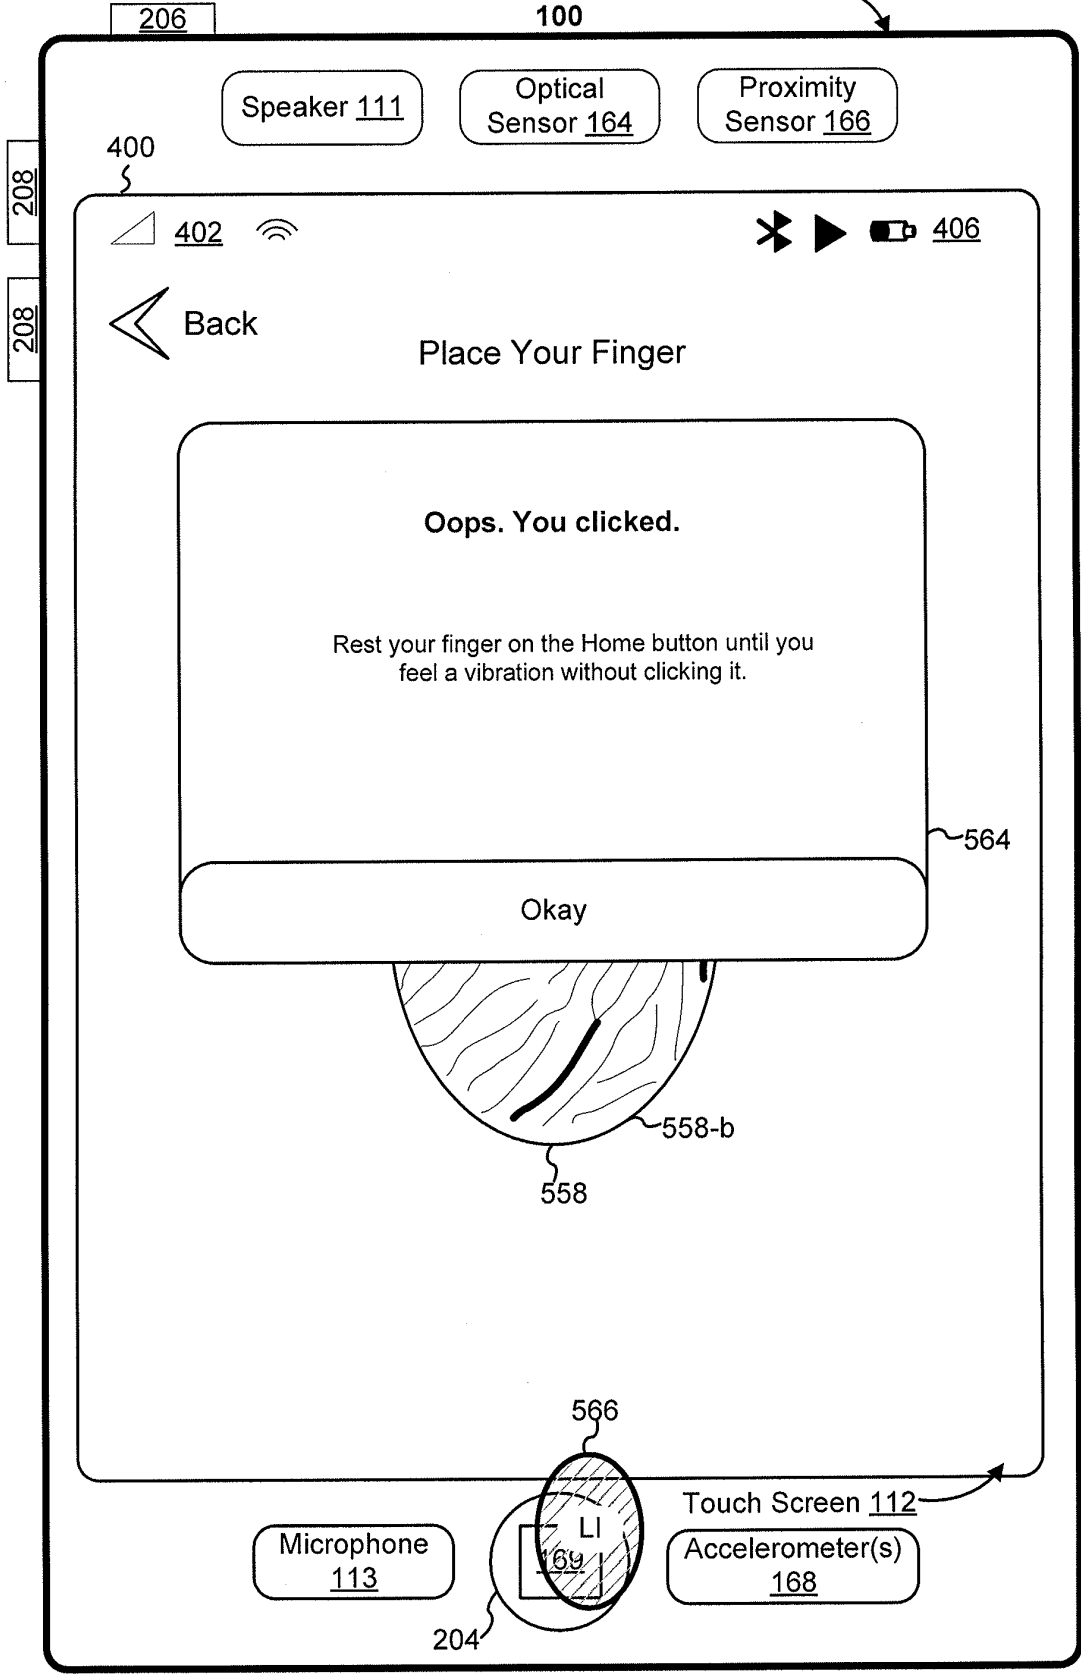 206
100
Speaker 111
Optical
Sensor 164
Proximity
Sensor 166
400
208
402
406
208
Back
Place Your Finger
Oops. You clicked.
Rest your finger on the Home button until you
feel a vibration without clicking it.
564
Okay
558-b
558
566
Touch Screen 112
LI
Microphone
113
169
Accelerometer(s)
168
204